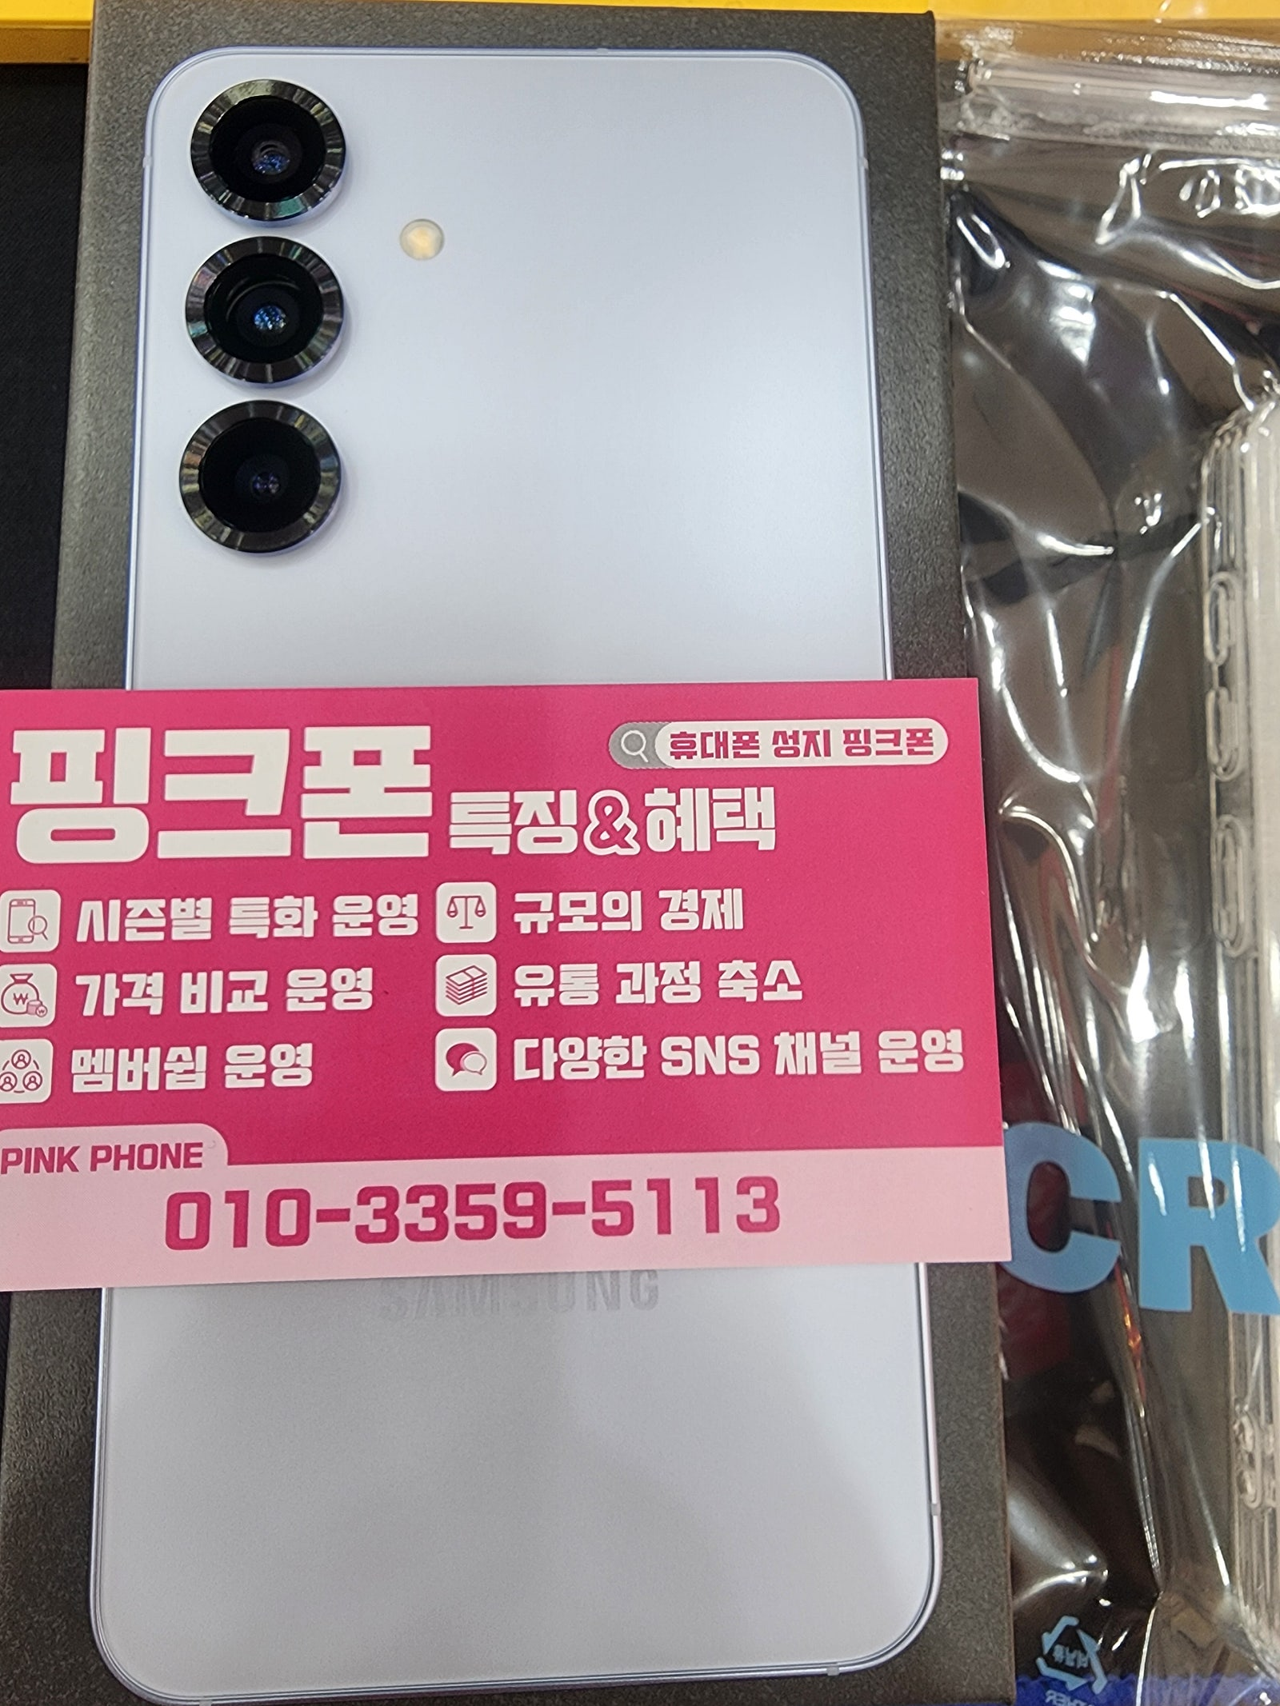 휴대폰 성지 핑크폰
핑크폰 특징&혜택
시즌별 특화 운영
규모의 경제
가격 비교 운영
유통 과정 축소
멤버쉽 운영
다양한 SNS 채널 운영
PINK PHONE
010-3359-5113
SAMSUNG
CR